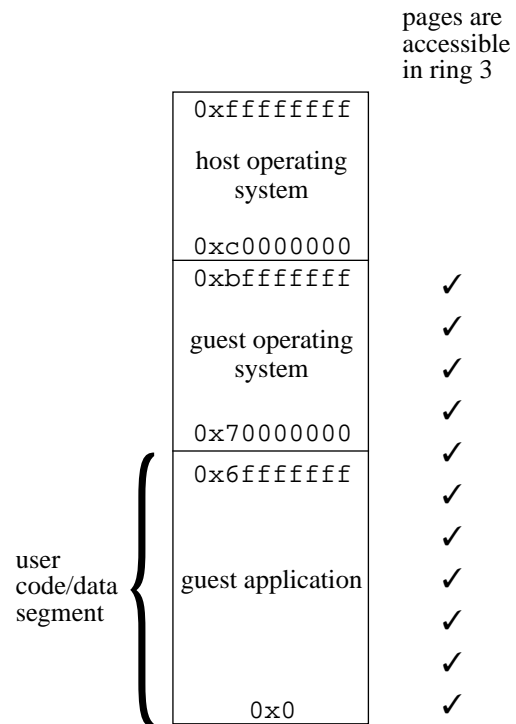 pages are
accessible
in ring 3
0xffffffff
host operating
system
0xc0000000
0xbfffffff
✓
✓
guest operating
system
✓
✓
0x70000000
✓
0x6fffffff
✓
✓
user
code/data
segment
guest application
✓
✓
✓
0x0
✓